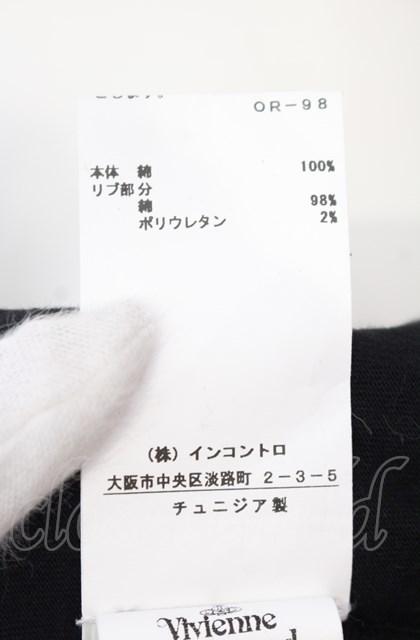 OR-98
本体 綿 100%
リブ部分
綿 98%
ポリウレタン 2%
(株)インコントロ
大阪市中央区淡路町 2-3-5
チュニジア製
Vivienne